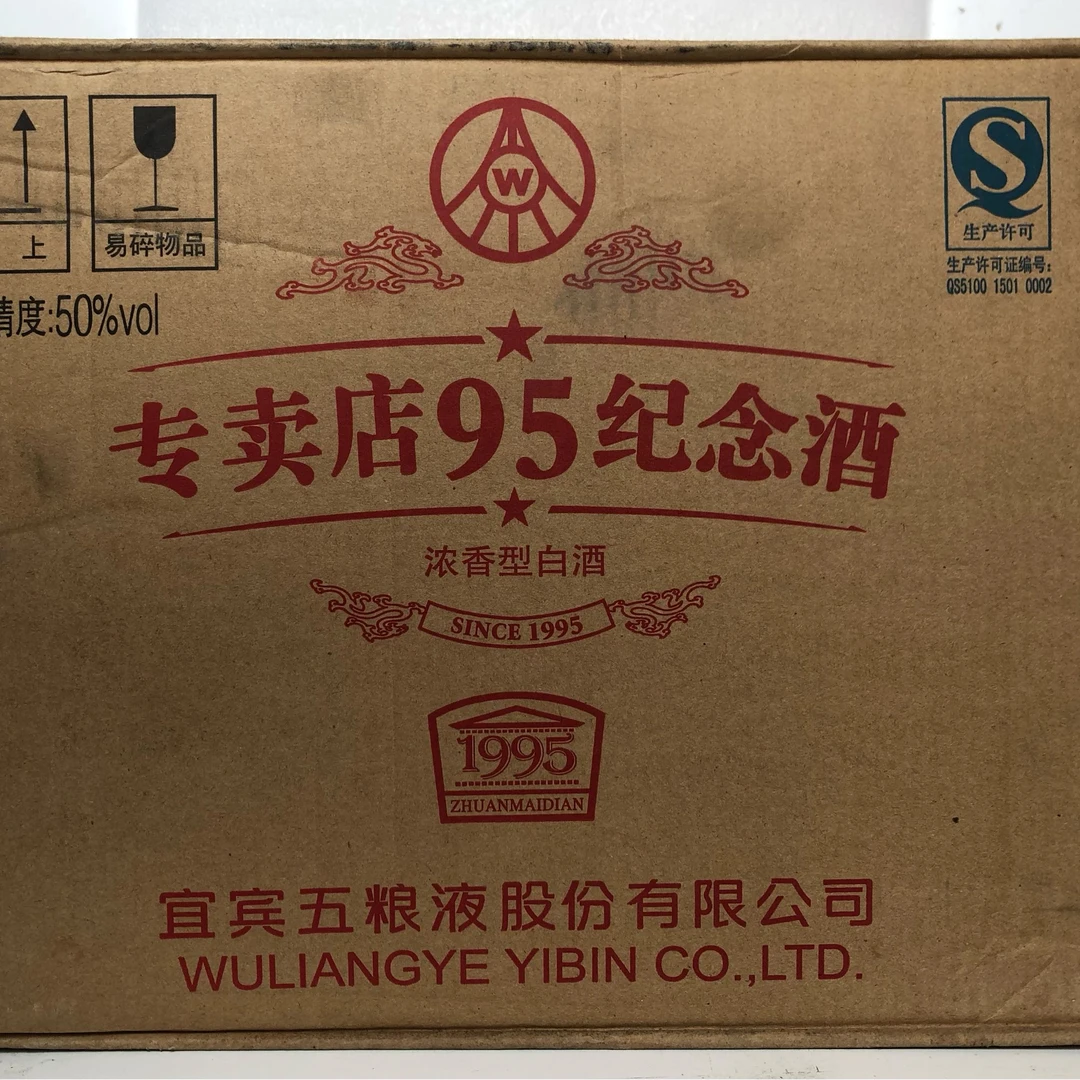 上
易碎物品
W
S
生产许可
生产许可证编号:
QS5100 1501 0002
精度:50%vol
专卖店95纪念酒
浓香型白酒
SINCE 1995
1995
ZHUANMAIDIAN
宜宾五粮液股份有限公司
WULIANGYE YIBIN CO.,LTD.